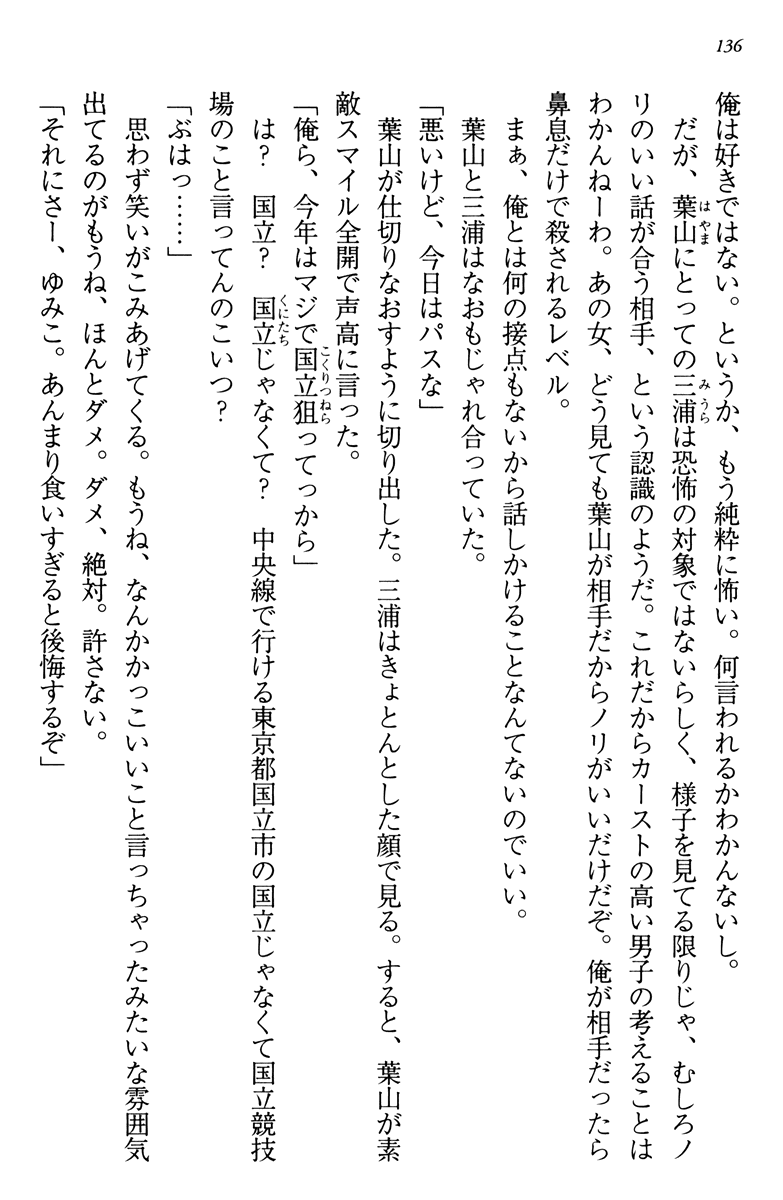 136
俺は好きではない。というか、もう純粋に怖い。何言われるかわかんないし。
だが、葉山にとっての三浦は恐怖の対象ではないらしく、様子を見てる限りじゃ、むしろノ
リのいい話が合う相手、という認識のようだ。これだからカーストの高い男子の考えることは
わかんねーわ。あの女、どう見ても葉山が相手だからノリがいいだけだぞ。俺が相手だったら
鼻息だけで殺されるレベル。
まぁ、俺とは何の接点もないから話しかけることなんてないのでいい。
葉山と三浦はなおもじゃれ合っていた。
「悪いけど、今日はパスな」
葉山が仕切りなおすように切り出した。三浦はきょとんとした顔で見る。すると、葉山が素
敵スマイル全開で声高に言った。
「俺ら、今年はマジで国立狙ってっから」
は？　国立？　国立じゃなくて？　中央線で行ける東京都国立市の国立じゃなくて国立競技
場のこと言ってんのこいつ？
「ぶはっ……」
思わず笑いがこみあげてくる。もうね、なんかかっこいいこと言っちゃったみたいな雰囲気
出てるのがもうね、ほんとダメ。ダメ、絶対。許さない。
「それにさー、ゆみこ。あんまり食いすぎると後悔するぞ」